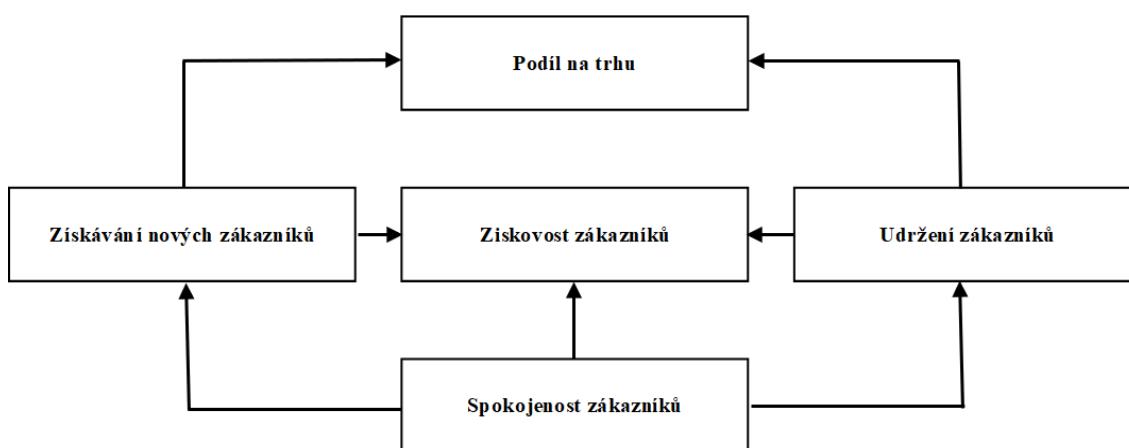 Podíl na trhu
Získávání nových zákazníků
Ziskovost zákazníků
Udržení zákazníků
Spokojenost zákazníků